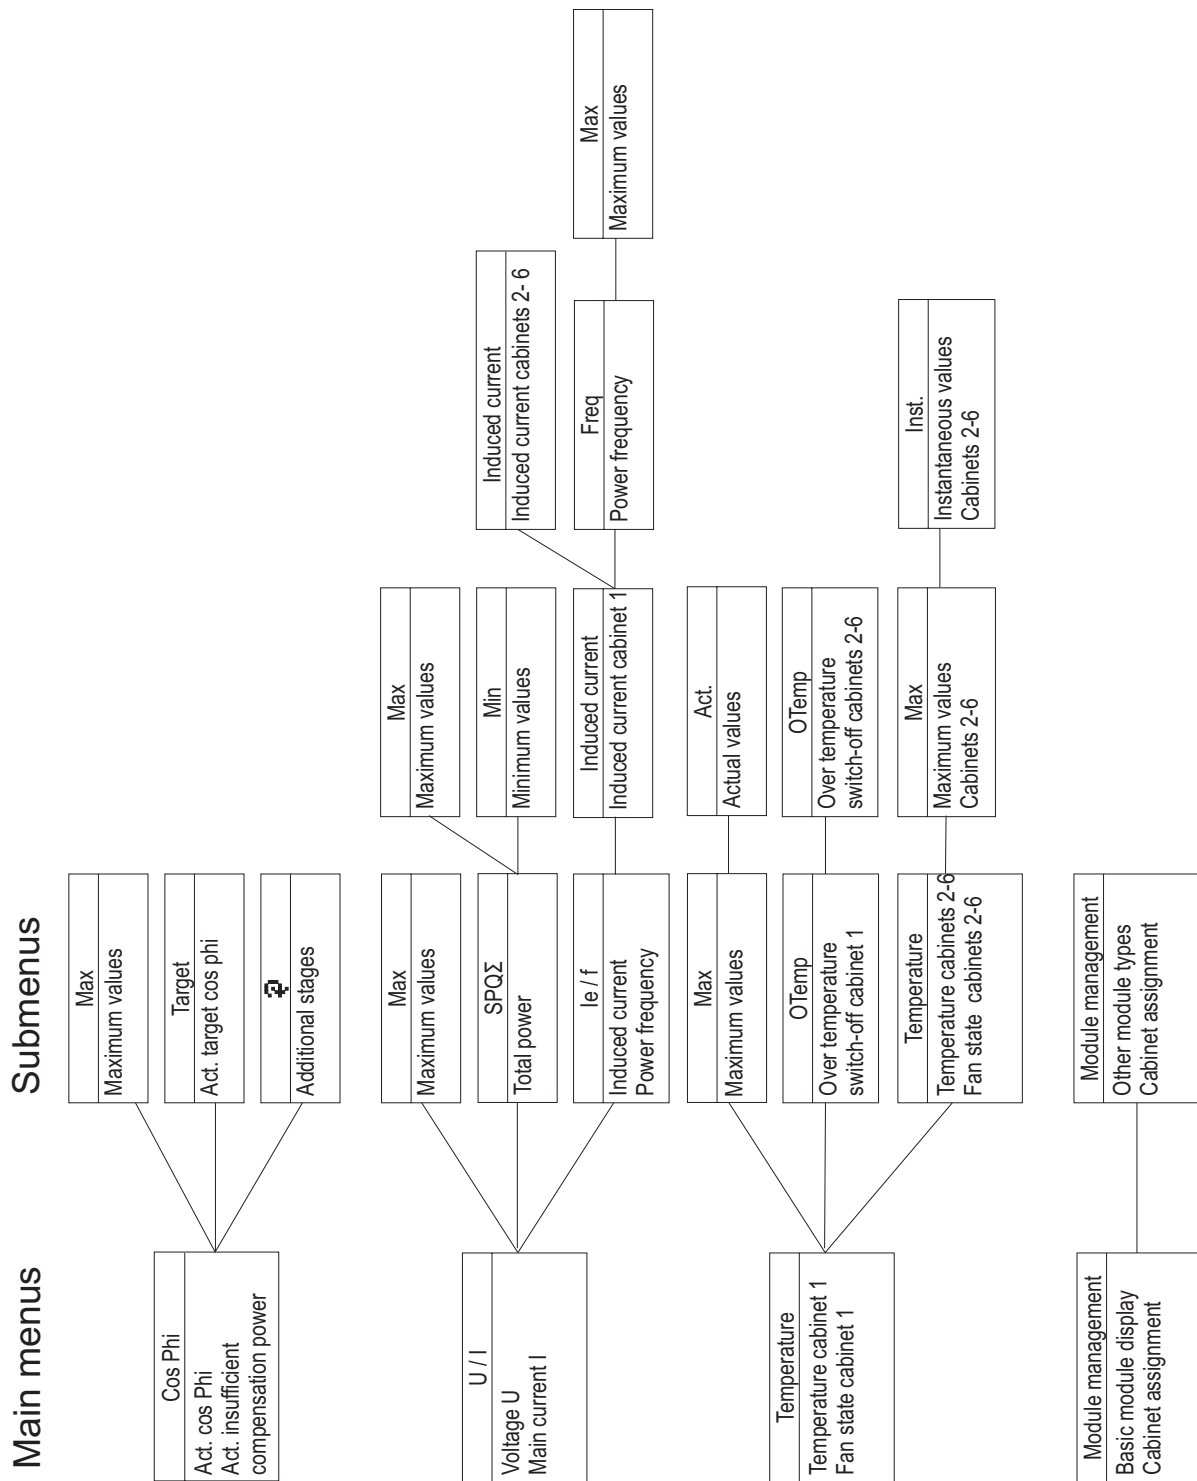 Main menus
Submenus
Cos Phi
Act. cos Phi
Act. insufficient
compensation power
Max
Maximum values
Target
Act. target cos phi
Additional stages
U / I
Voltage U
Main current I
Max
Maximum values
SPQΣ
Total power
Max
Maximum values
Min
Minimum values
Ie / f
Induced current
Power frequency
Induced current
Induced current cabinet 1
Induced current
Induced current cabinets 2- 6
Freq
Power frequency
Max
Maximum values
Temperature
Temperature cabinet 1
Fan state cabinet 1
Max
Maximum values
Act.
Actual values
OTemp
Over temperature
switch-off cabinet 1
OTemp
Over temperature
switch-off cabinets 2-6
Temperature
Temperature cabinets 2-6
Fan state cabinets 2-6
Max
Maximum values
Cabinets 2-6
Inst.
Instantaneous values
Cabinets 2-6
Module management
Basic module display
Cabinet assignment
Module management
Other module types
Cabinet assignment